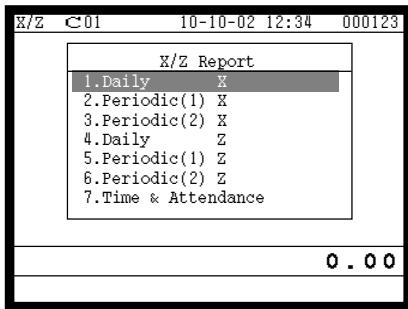 X/Z C01 10-10-02 12:34 000123
X/Z Report
1.Daily X
2.Periodic(1) X
3.Periodic(2) X
4.Daily Z
5.Periodic(1) Z
6.Periodic(2) Z
7.Time & Attendance
0.00